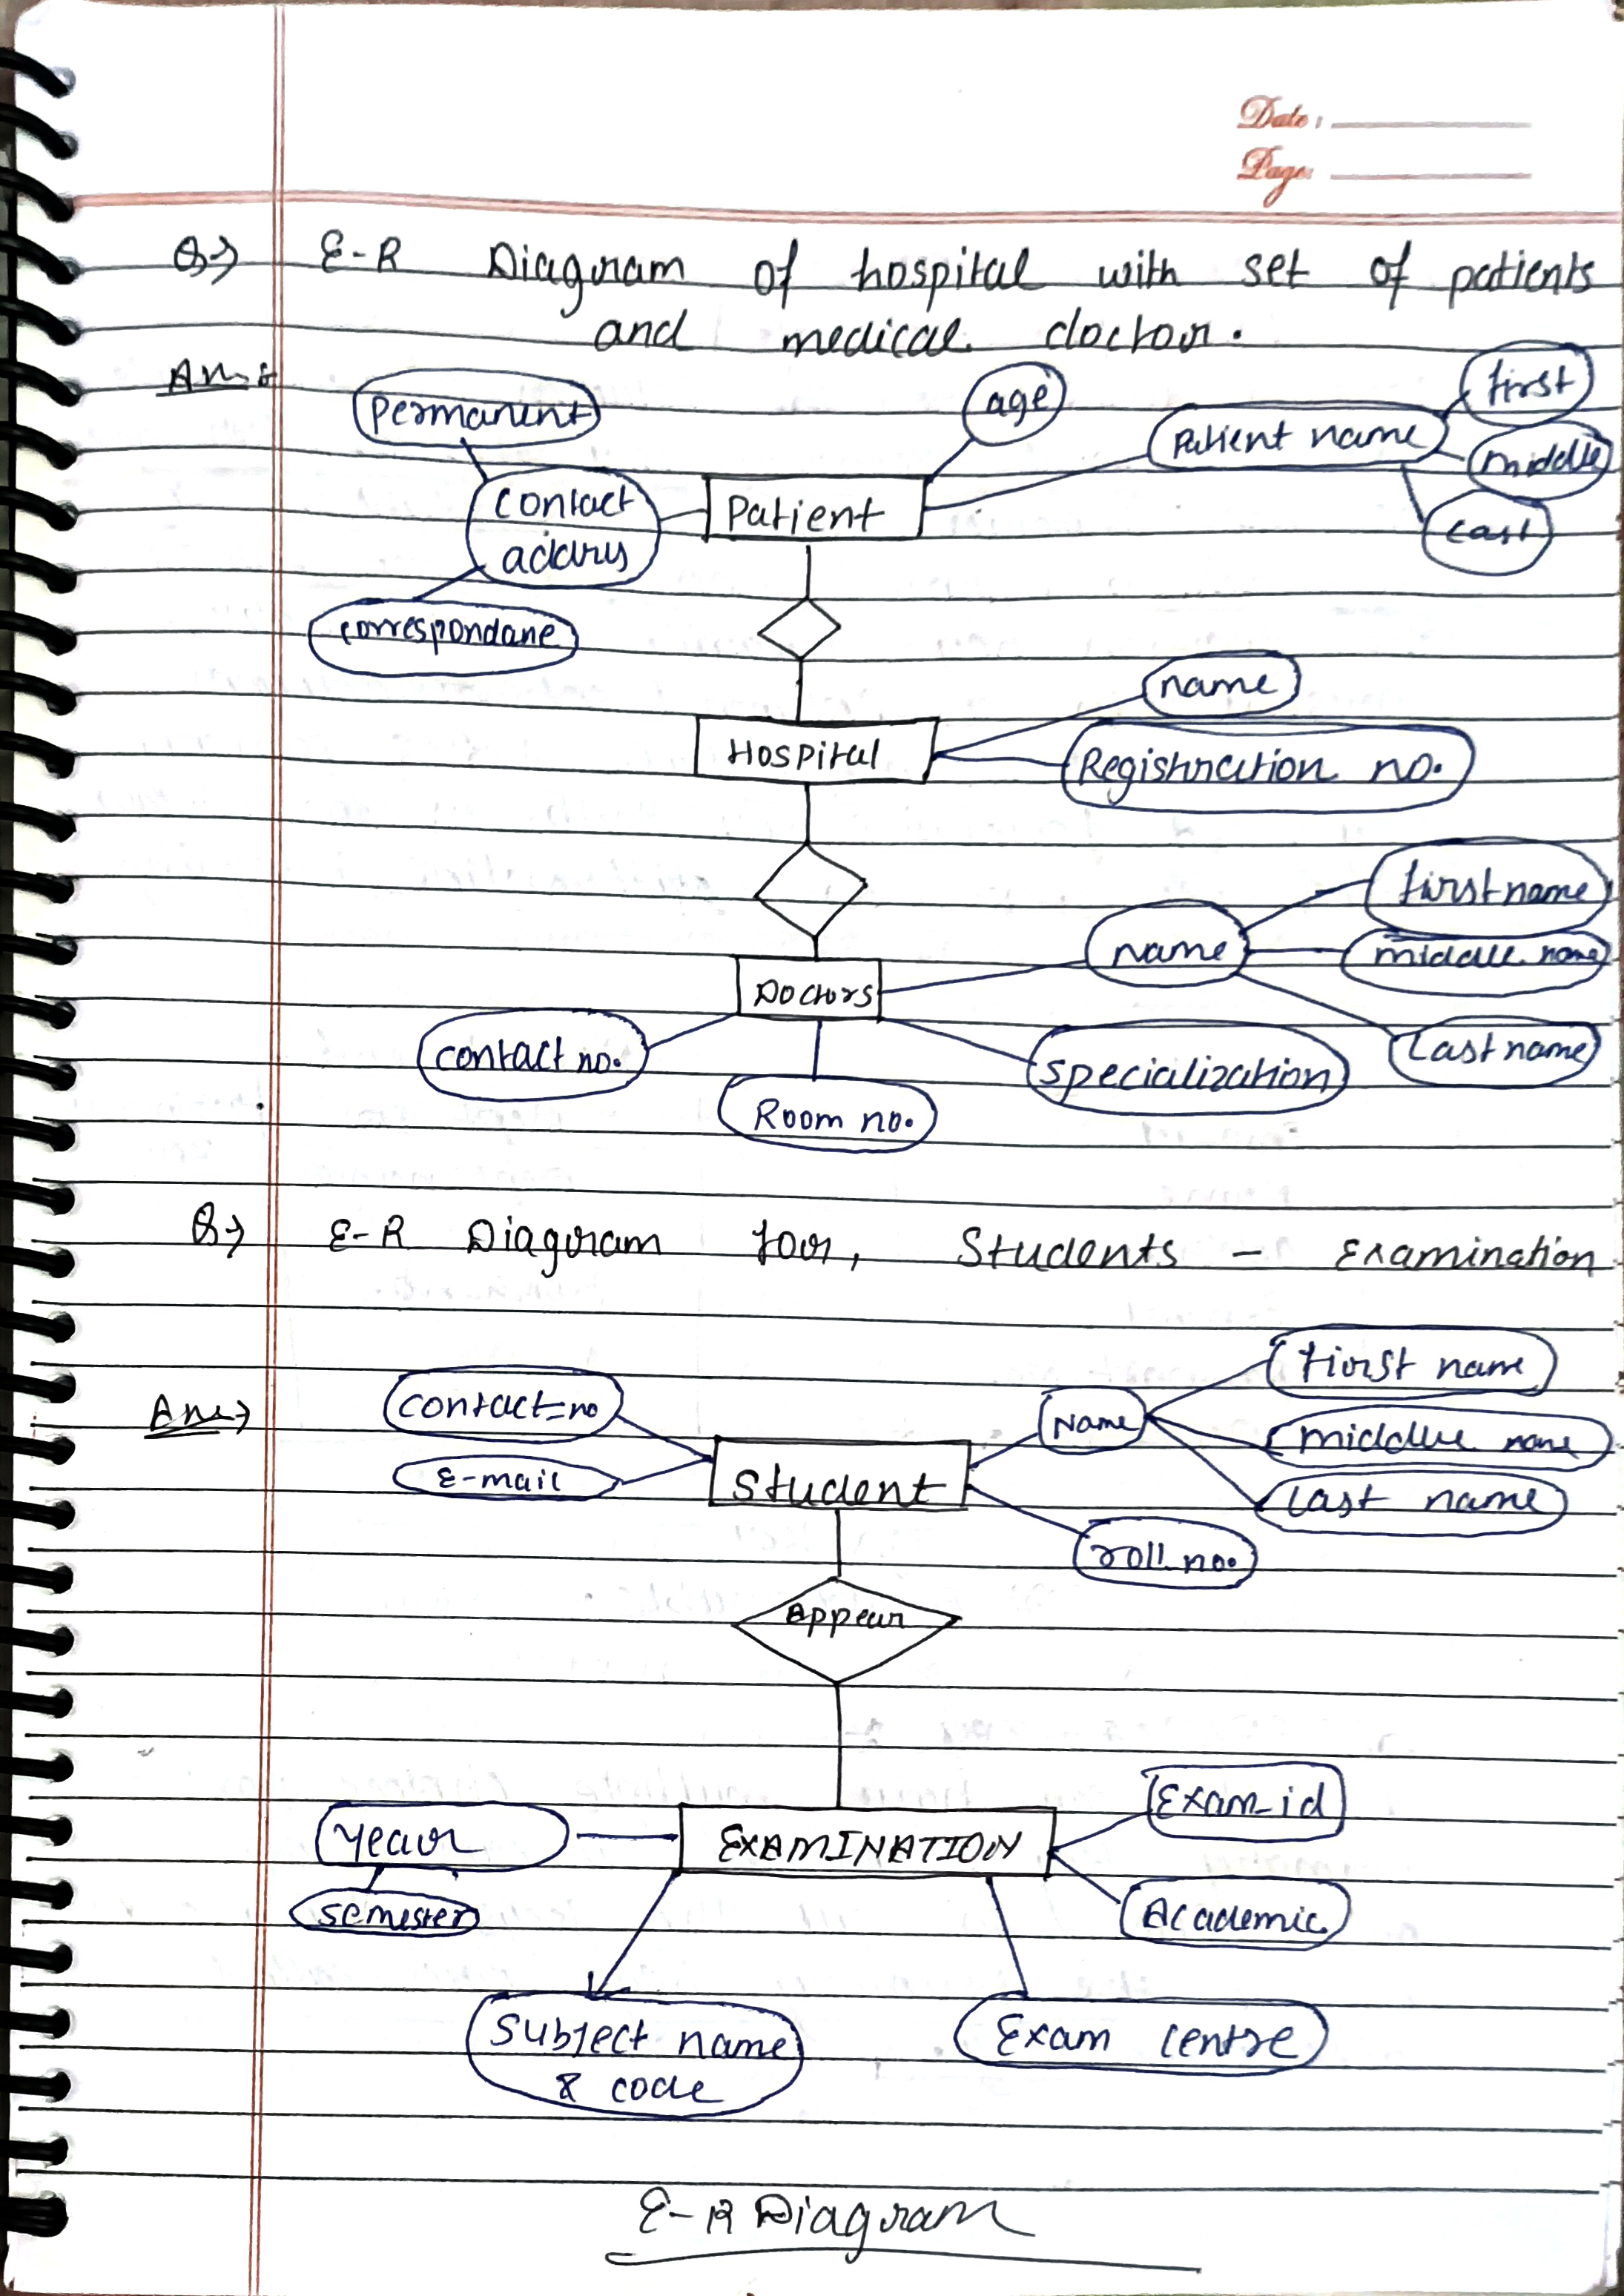 Date:
Page:
Q→ E-R Diagram of hospital with set of patients
and medical doctor.
Ans:
permanent
age
Patient name
first
middle
Last
contact
address
Patient
correspondane
name
Hospital
Registration no.
first name
name
middle name
Last name
Doctors
contact no.
specialization
Room no.
Q→ E-R Diagram for, Students - Examination
Ans→
contact-no
E-mail
Student
Name
first name
middle name
Last name
roll no.
Appear
Exam-id
year
EXAMINATION
semester
Academic
Subject name
& code
Exam centre
E-R Diagram